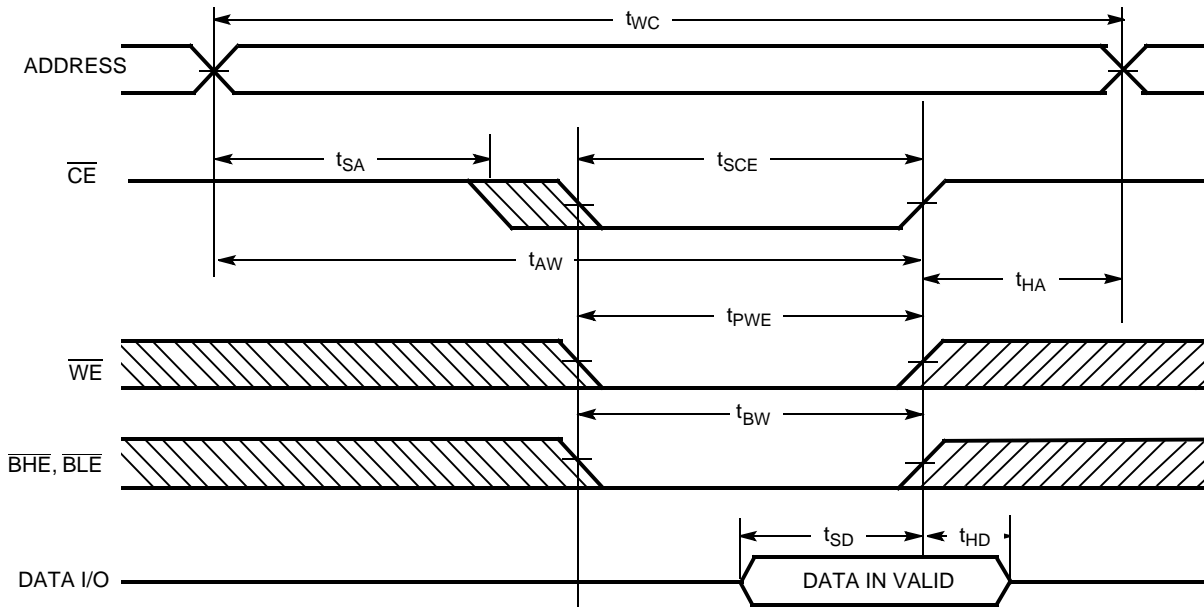 tWC
ADDRESS
tSA
tSCE
CE
tAW
tHA
tPWE
WE
tBW
BHE, BLE
tSD
tHD
DATA I/O
DATA IN VALID